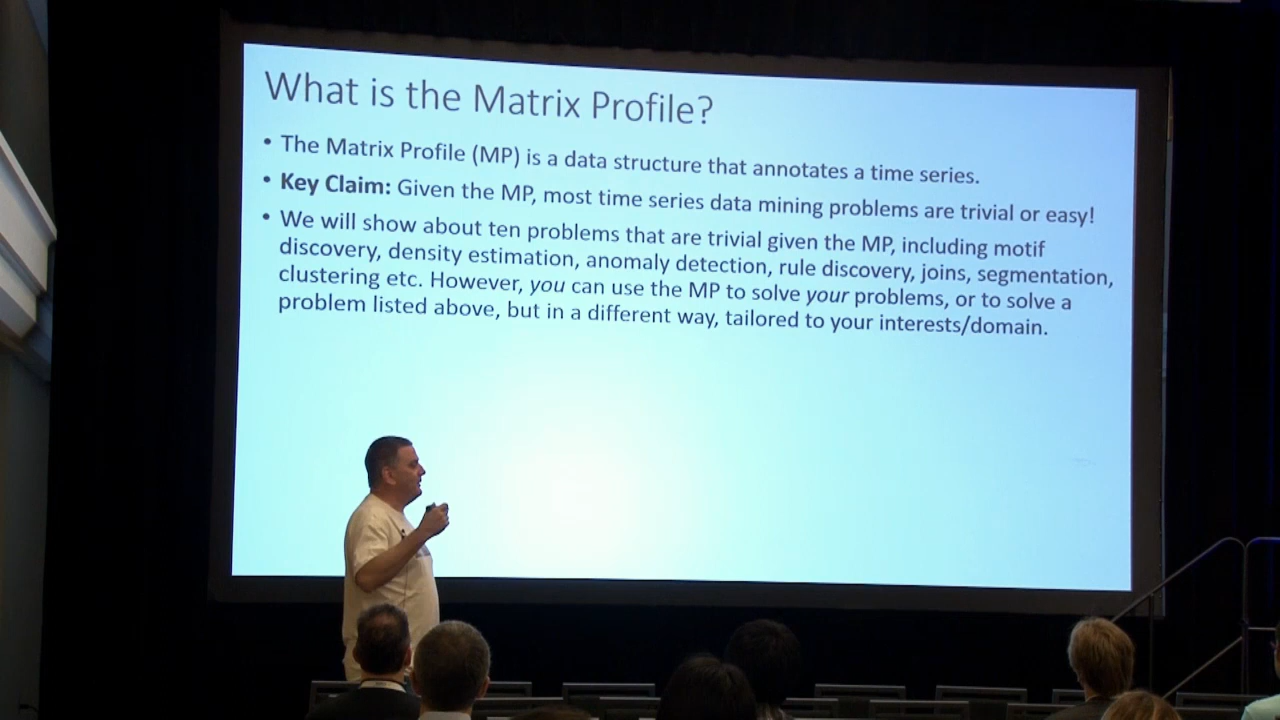 What is the Matrix Profile?
• The Matrix Profile (MP) is a data structure that annotates a time series.
• Key Claim: Given the MP, most time series data mining problems are trivial or easy!
• We will show about ten problems that are trivial given the MP, including motif
discovery, density estimation, anomaly detection, rule discovery, joins, segmentation,
clustering etc. However, you can use the MP to solve your problems, or to solve a
problem listed above, but in a different way, tailored to your interests/domain.